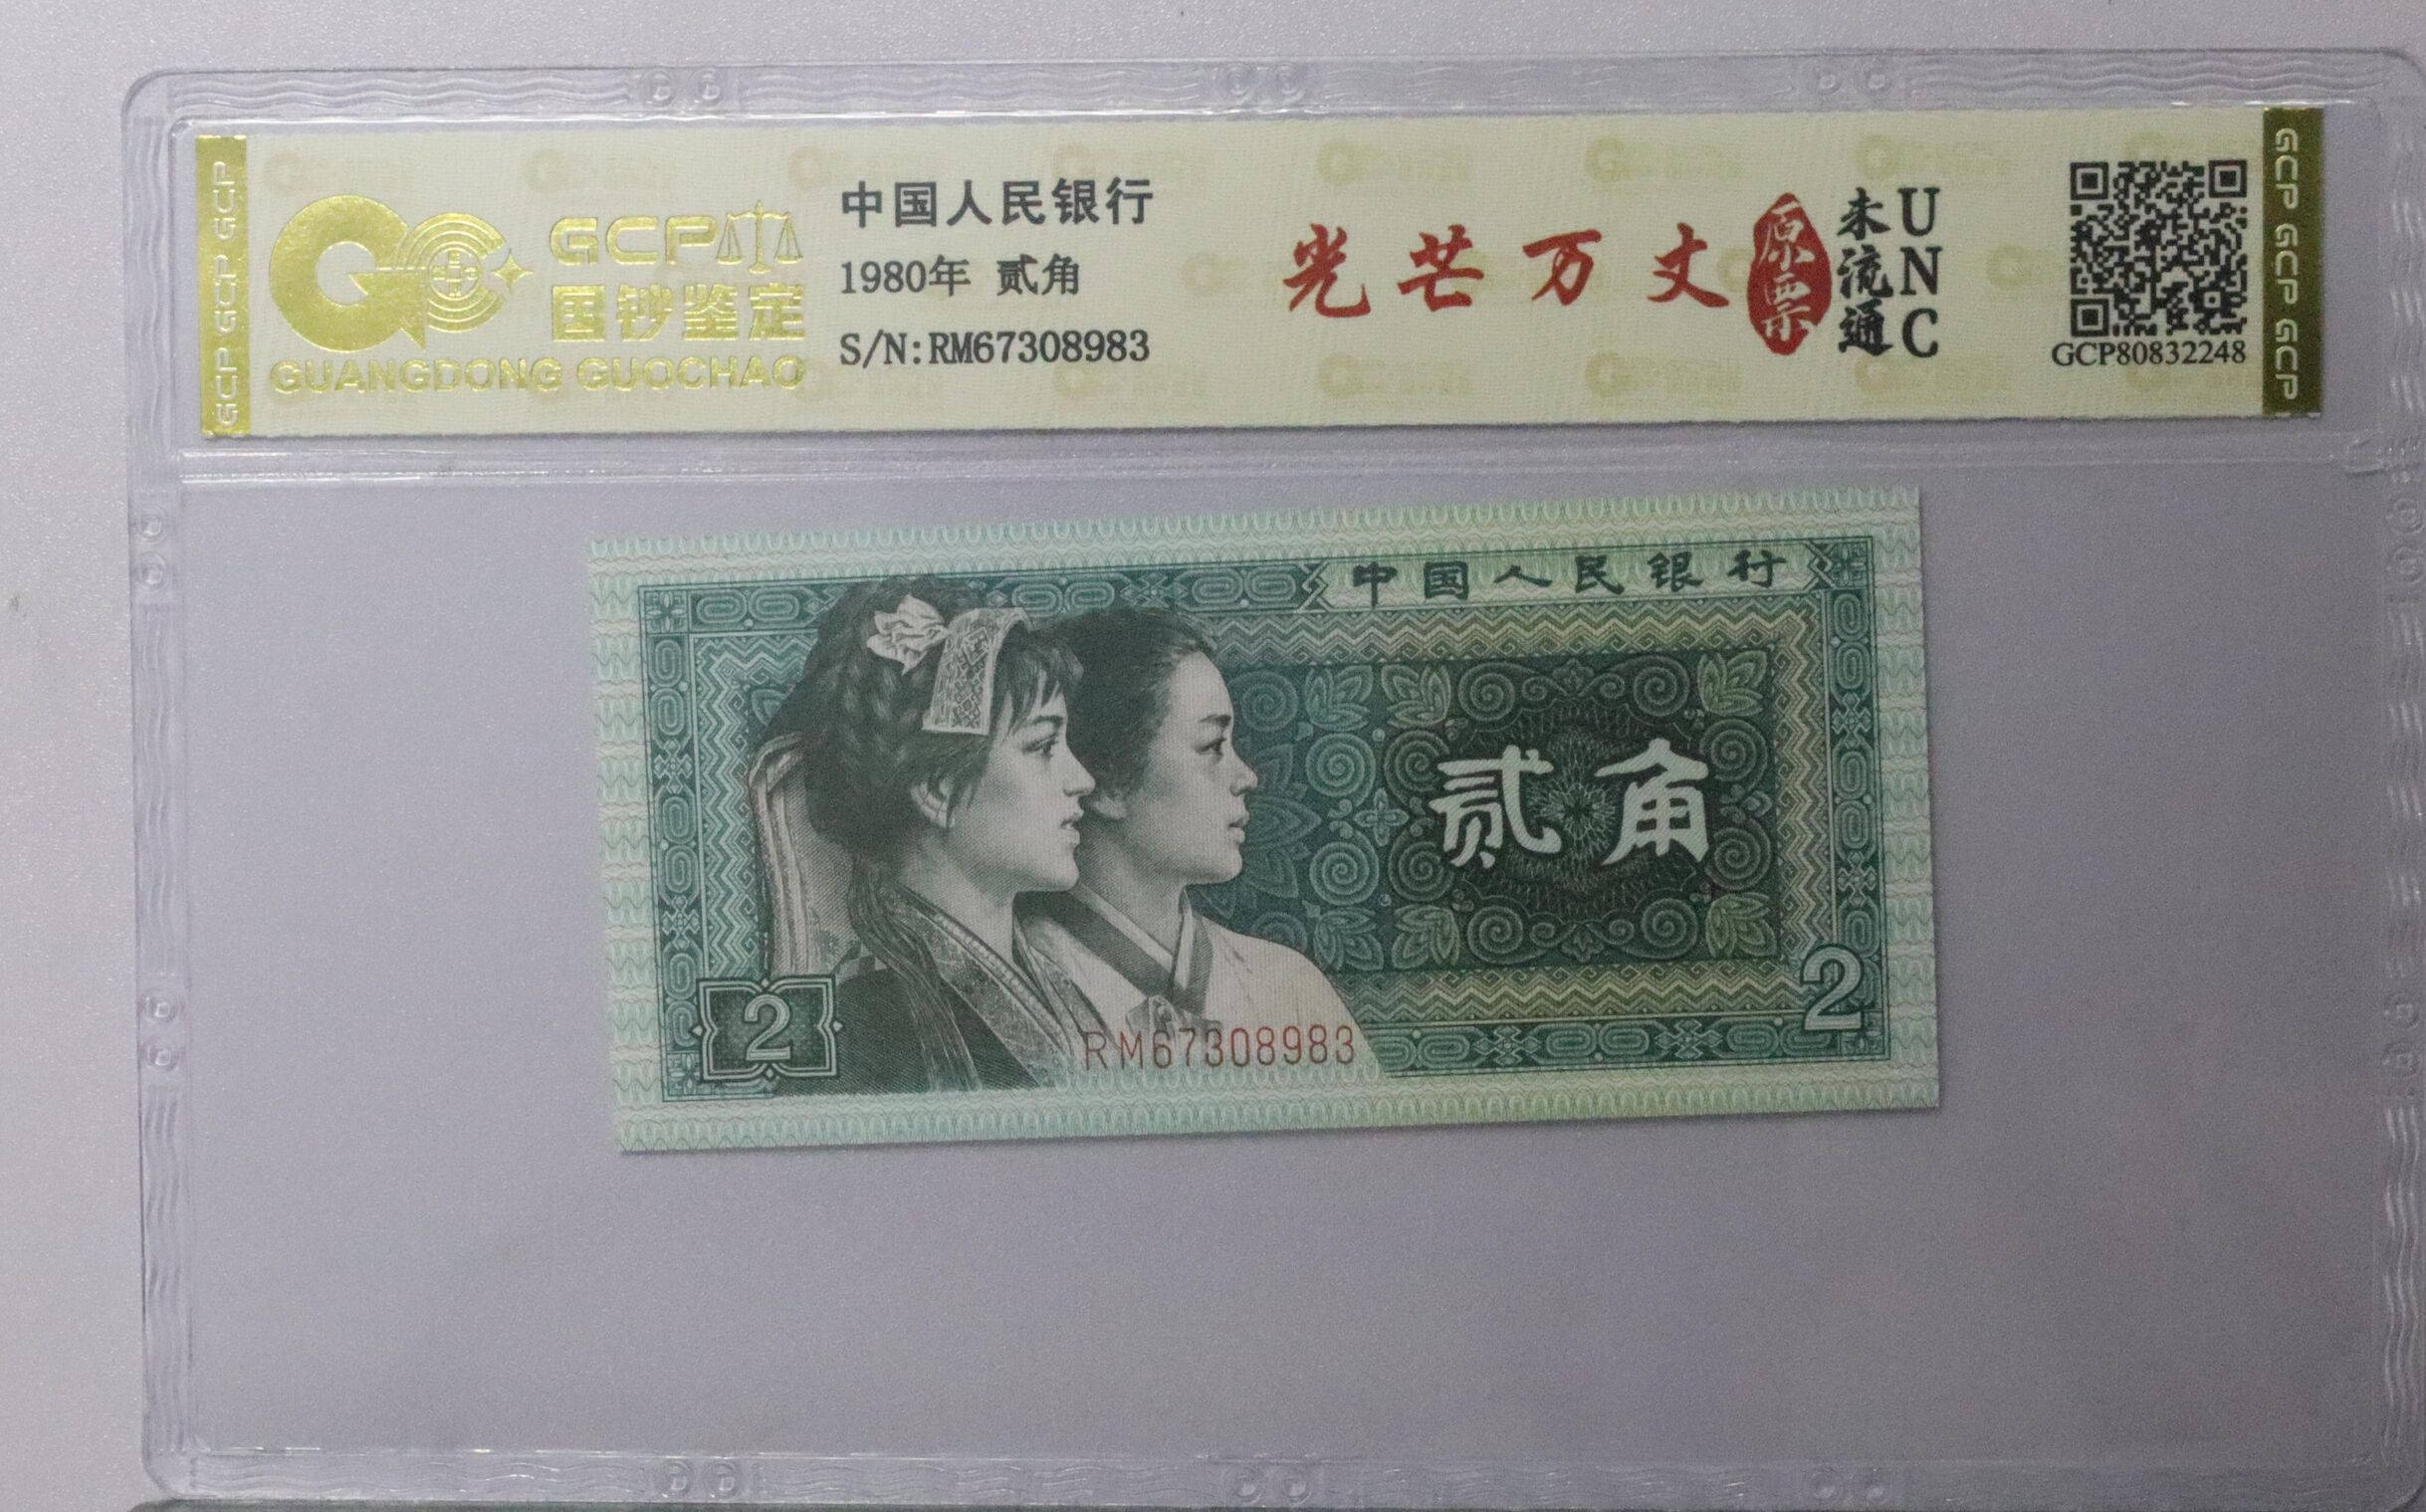 GCP GCP GCP
GCP
国钞鉴定
GUANGDONG GUOCHAO
中国人民银行
1980年 贰角
S/N:RM67308983
光芒万丈
原票
未流通
UNC
GCP80832248
GCP GCP GCP
中国人民银行
贰角
2
2
RM67308983